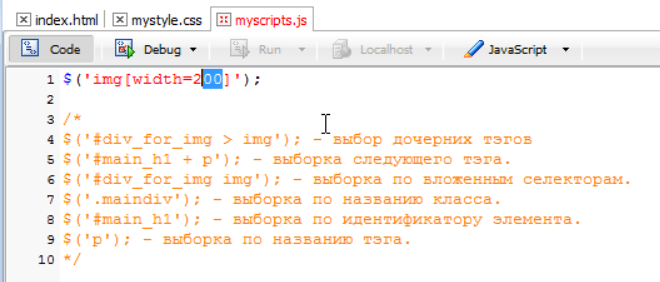 index.html mystyle.css myscripts.js
Code Debug Run Localhost JavaScript
1 $('img[width=200]');
2
3 /*
4 $('#div_for_img > img'); - выбор дочерних тэгов
5 $('#main_h1 + p'); - выборка следующего тэга.
6 $('#div_for_img img'); - выборка по вложенным селекторам.
7 $('.maindiv'); - выборка по названию класса.
8 $('#main_h1'); - выборка по идентификатору элемента.
9 $('p'); - выборка по названию тэга.
10 */